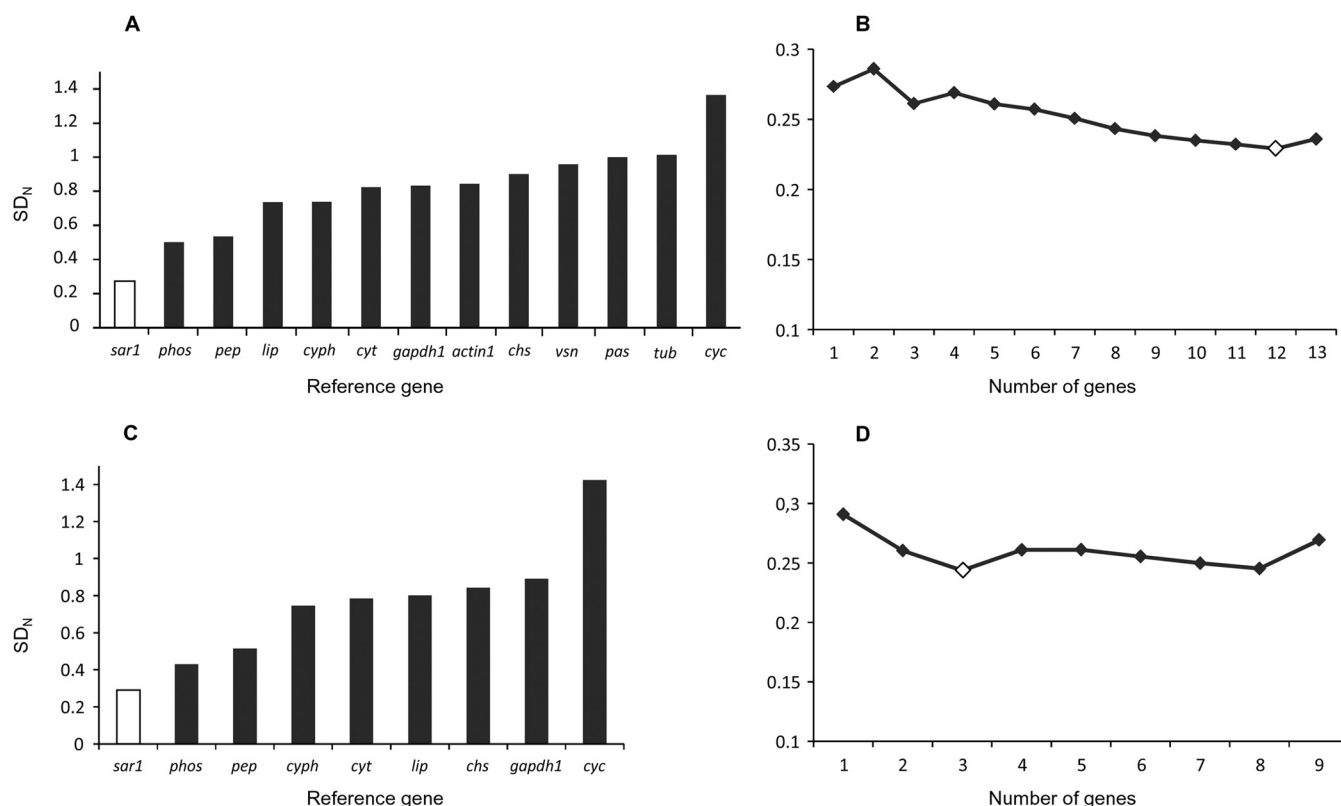 A
SD_N
1.4
1.2
1
0.8
0.6
0.4
0.2
0
sar1 phos pep lip cyph cyt gapdh1 actin1 chs vsn pas tub cyc
Reference gene
B
0.3
0.25
0.2
0.15
0.1
1 2 3 4 5 6 7 8 9 10 11 12 13
Number of genes
C
SD_N
1.4
1.2
1
0.8
0.6
0.4
0.2
0
sar1 phos pep cyph cyt lip chs gapdh1 cyc
Reference gene
D
0.35
0.3
0.25
0.2
0.15
0.1
1 2 3 4 5 6 7 8 9
Number of genes